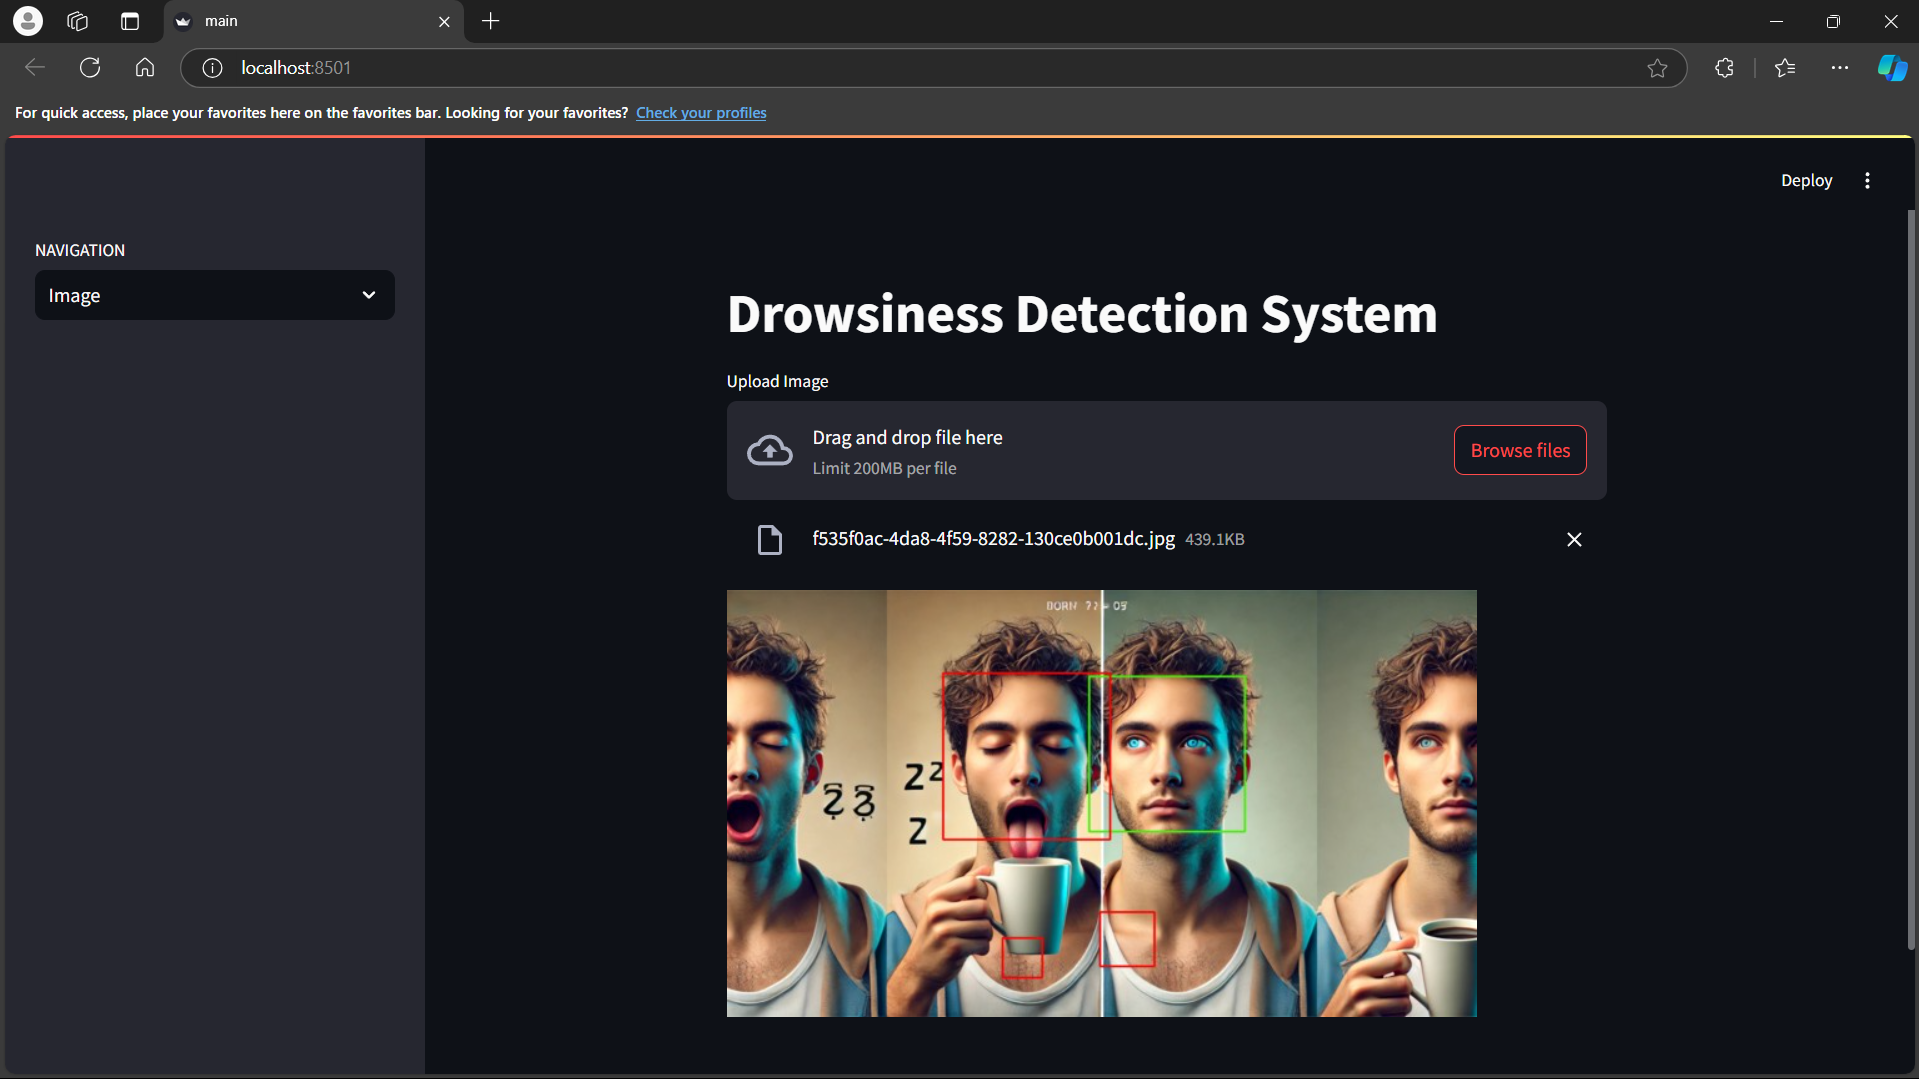 main
localhost:8501
For quick access, place your favorites here on the favorites bar. Looking for your favorites? Check your profiles
Deploy
NAVIGATION
Image
Drowsiness Detection System
Upload Image
Drag and drop file here
Limit 200MB per file
Browse files
f535f0ac-4da8-4f59-8282-130ce0b001dc.jpg 439.1KB
Z Z
Z